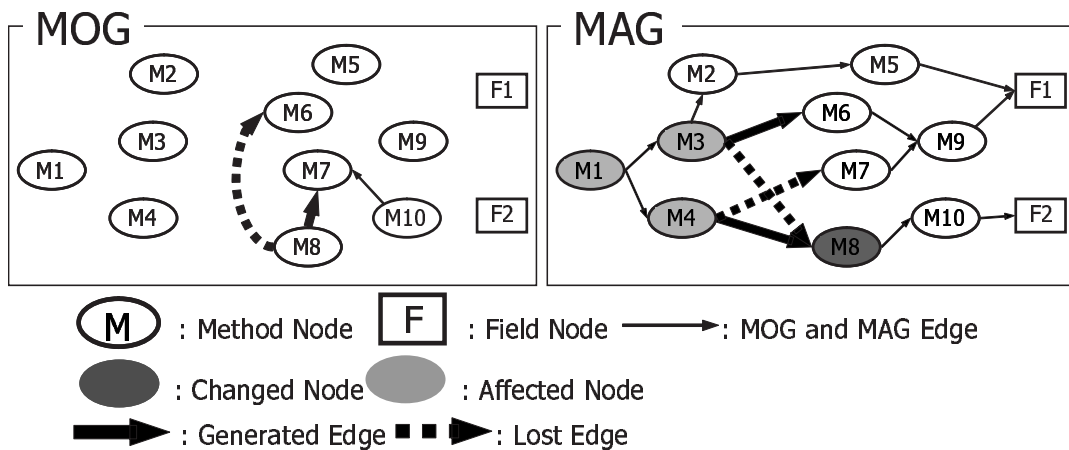 MOG
MAG
M2
M5
F1
M6
M3
M9
M1
M7
M4
M10
F2
M8
M2
M5
F1
M6
M3
M9
M1
M7
M4
M10
F2
M8
M : Method Node F : Field Node : MOG and MAG Edge
: Changed Node : Affected Node
: Generated Edge : Lost Edge